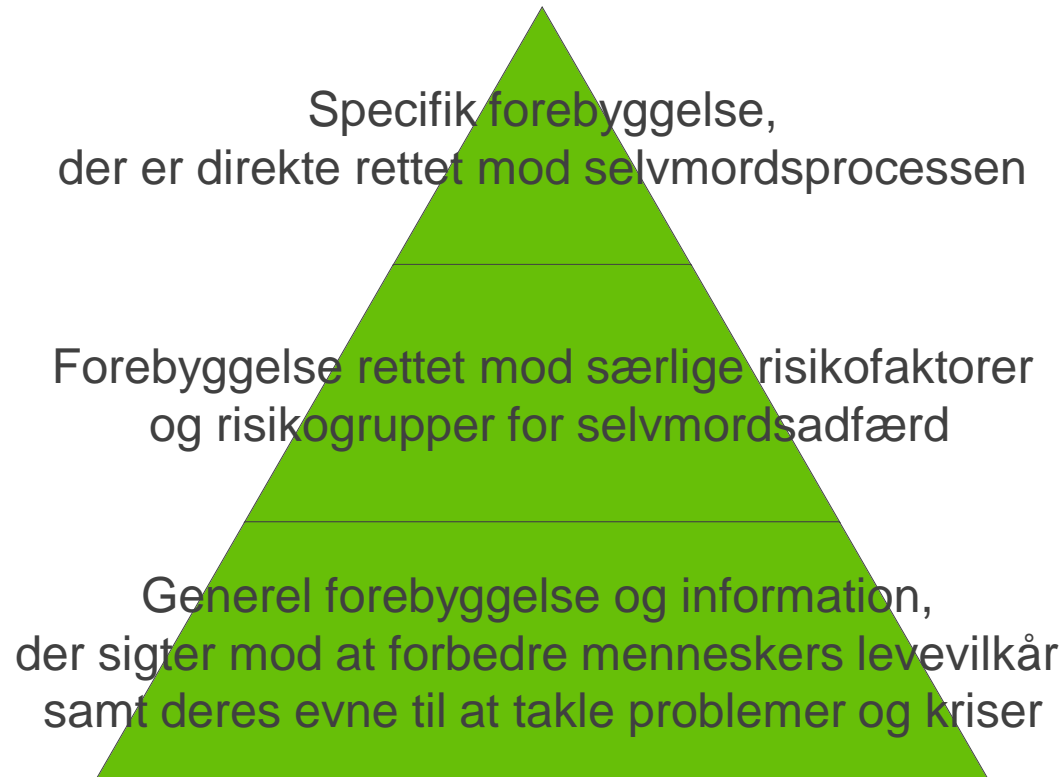 Specifik forebyggelse,
der er direkte rettet mod selvmordsprocessen
Forebyggelse rettet mod særlige risikofaktorer
og risikogrupper for selvmordsadfærd
Generel forebyggelse og information,
der sigter mod at forbedre menneskers levevilkår
samt deres evne til at takle problemer og kriser